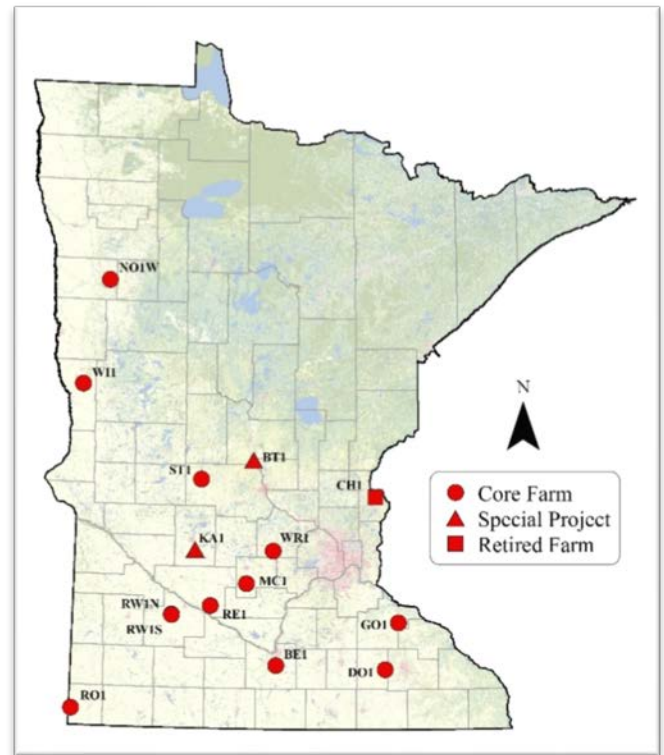 NO1W
WI1
BT1
ST1
CH1
KA1
WR1
MC1
RW1N
RE1
RW1S
GO1
BE1
DO1
RO1
N
Core Farm
Special Project
Retired Farm